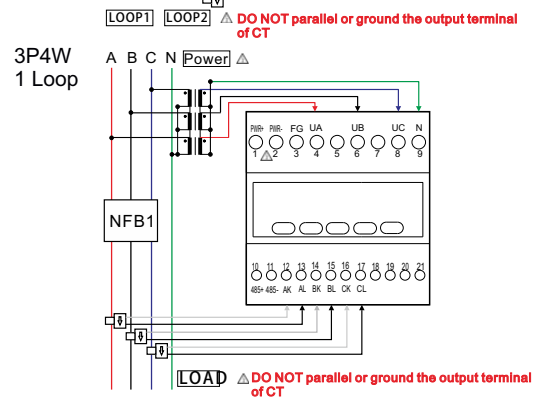 LOOP1 LOOP2 DO NOT parallel or ground the output terminal
of CT
3P4W
1 Loop
A B C N Power
PWR+ PWR- FG UA UB UC N
1 2 3 4 5 6 7 8 9
NFB1
10 11 12 13 14 15 16 17 18 19 20 21
485+ 485- AK AL BK BL CK CL
LOAD DO NOT parallel or ground the output terminal
of CT